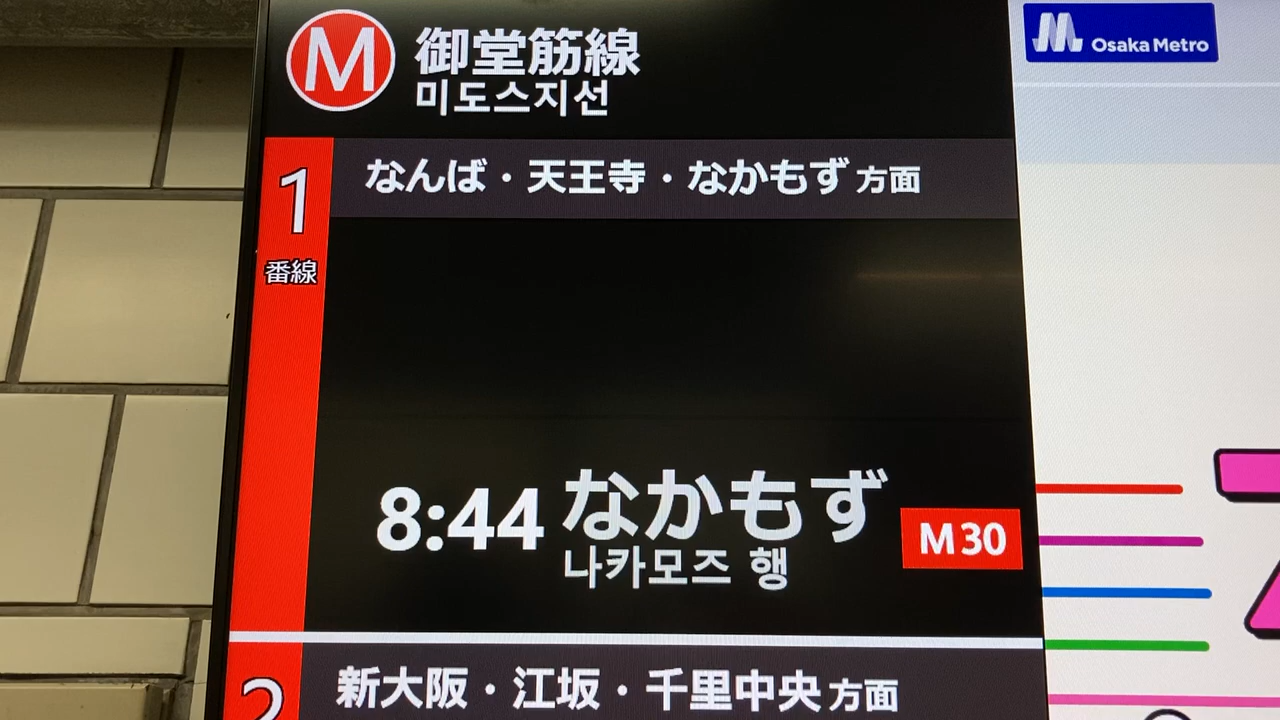 M 御堂筋線
미도스지선
Osaka Metro
1
番線
なんば・天王寺・なかもず 方面
8:44 なかもず
나카모즈 행
M30
2
新大阪・江坂・千里中央 方面